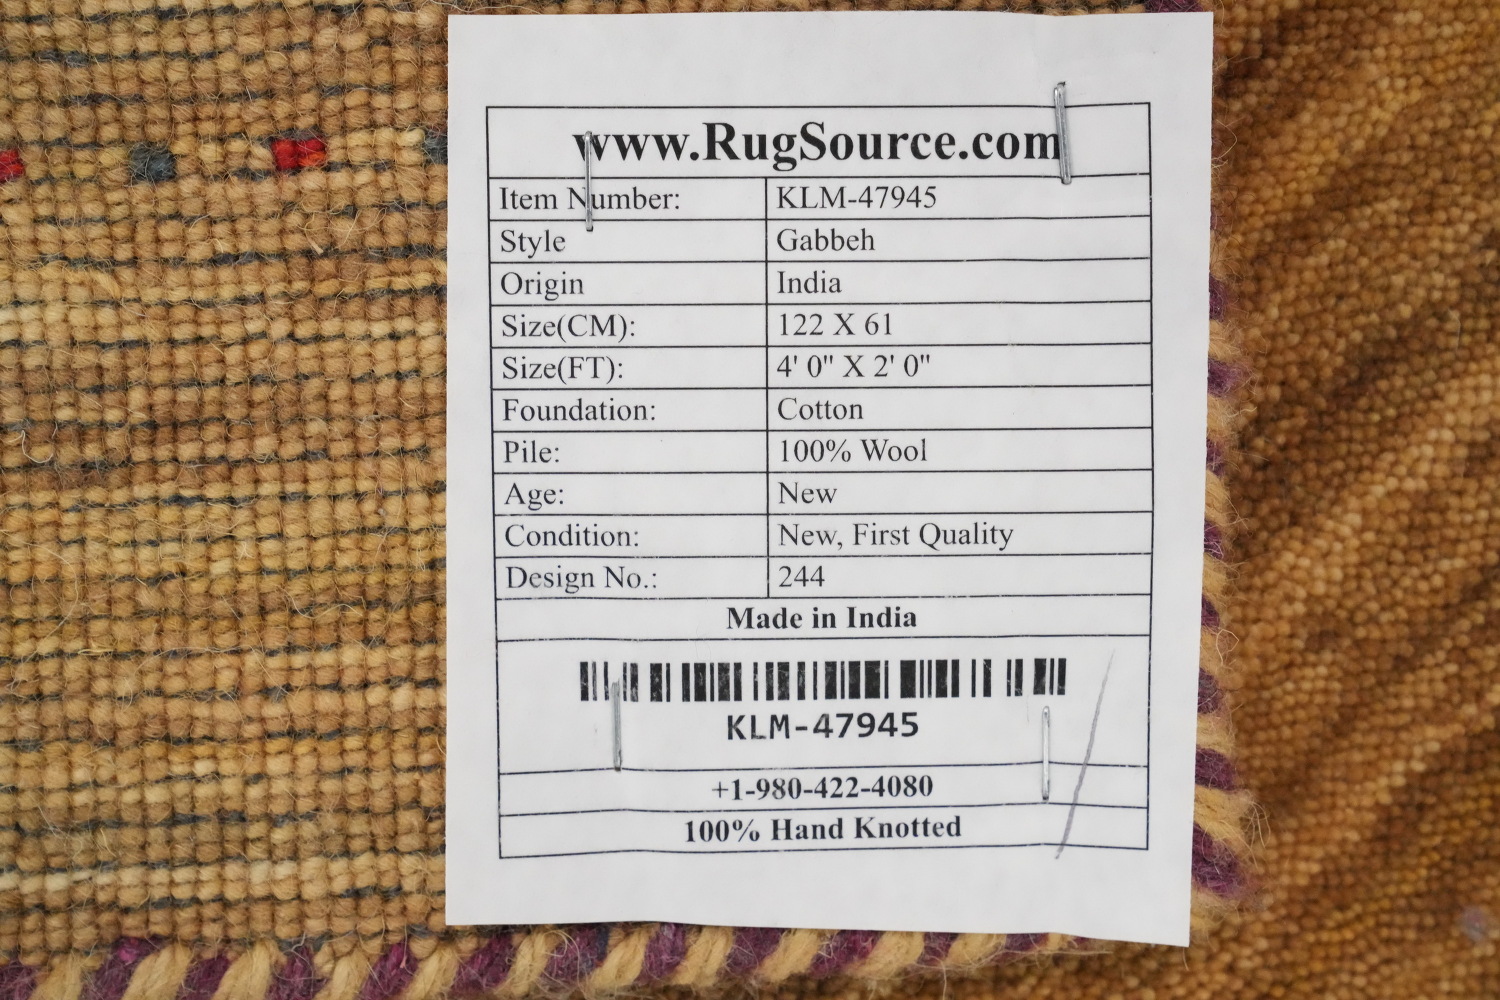 www.RugSource.com
Item Number: KLM-47945
Style Gabbeh
Origin India
Size(CM): 122 X 61
Size(FT): 4' 0" X 2' 0"
Foundation: Cotton
Pile: 100% Wool
Age: New
Condition: New, First Quality
Design No.: 244
Made in India
KLM-47945
+1-980-422-4080
100% Hand Knotted